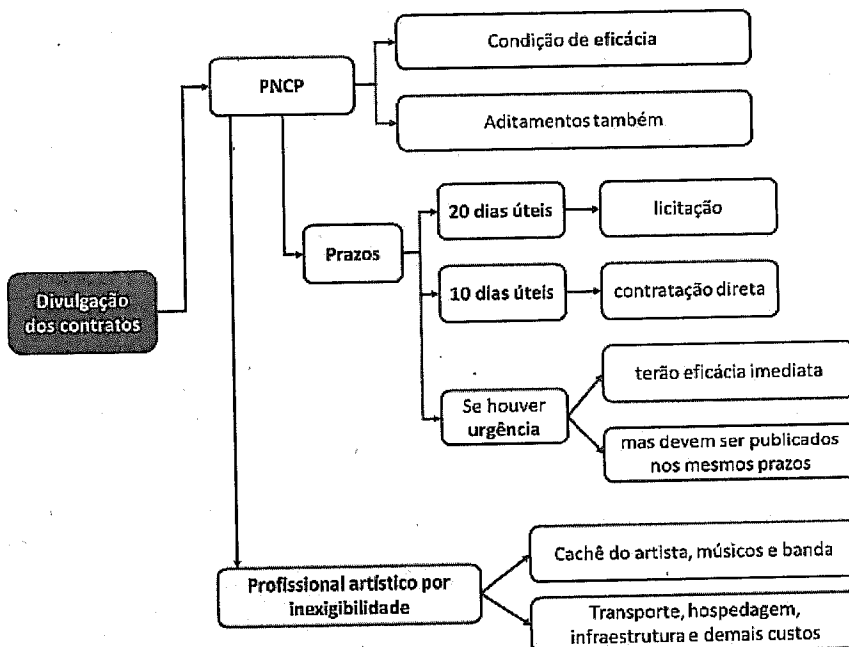 Condição de eficácia
PNCP
Aditamentos também
20 dias úteis
licitação
Prazos
10 dias úteis
contratação direta
Divulgação
dos contratos
terão eficácia imediata
Se houver
urgência
mas devem ser publicados
nos mesmos prazos
Cachê do artista, músicos e banda
Profissional artístico por
inexigibilidade
Transporte, hospedagem,
infraestrutura e demais custos